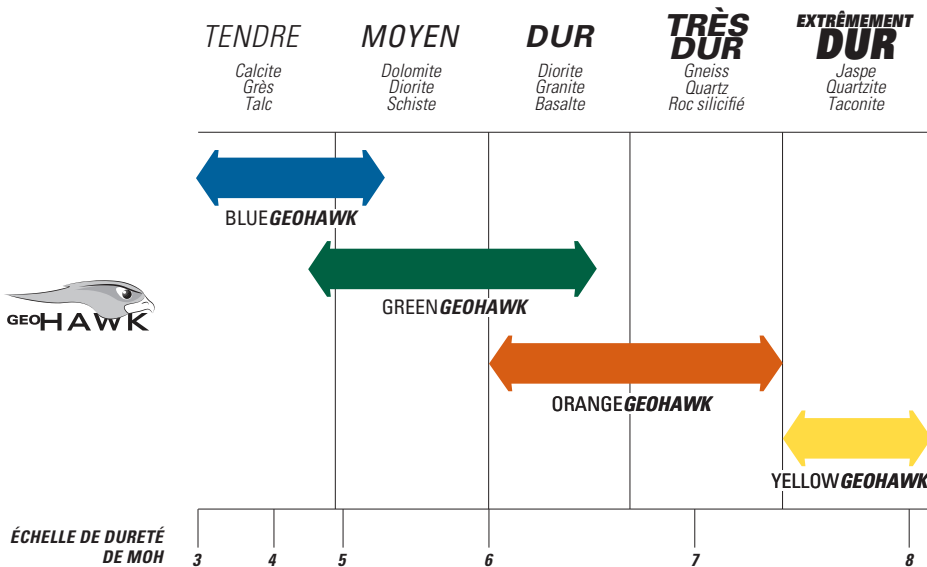 TENDRE
Calcite
Grès
Talc
MOYEN
Dolomite
Diorite
Schiste
DUR
Diorite
Granite
Basalte
TRÈS
DUR
Gneiss
Quartz
Roc silicifié
EXTRÊMEMENT
DUR
Jaspe
Quartzite
Taconite
BLUEGEOHAWK
GREENGEOHAWK
GEOHAWK
ORANGEGEOHAWK
YELLOWGEOHAWK
ÉCHELLE DE DURETÉ
DE MOH
3 4 5 6 7 8